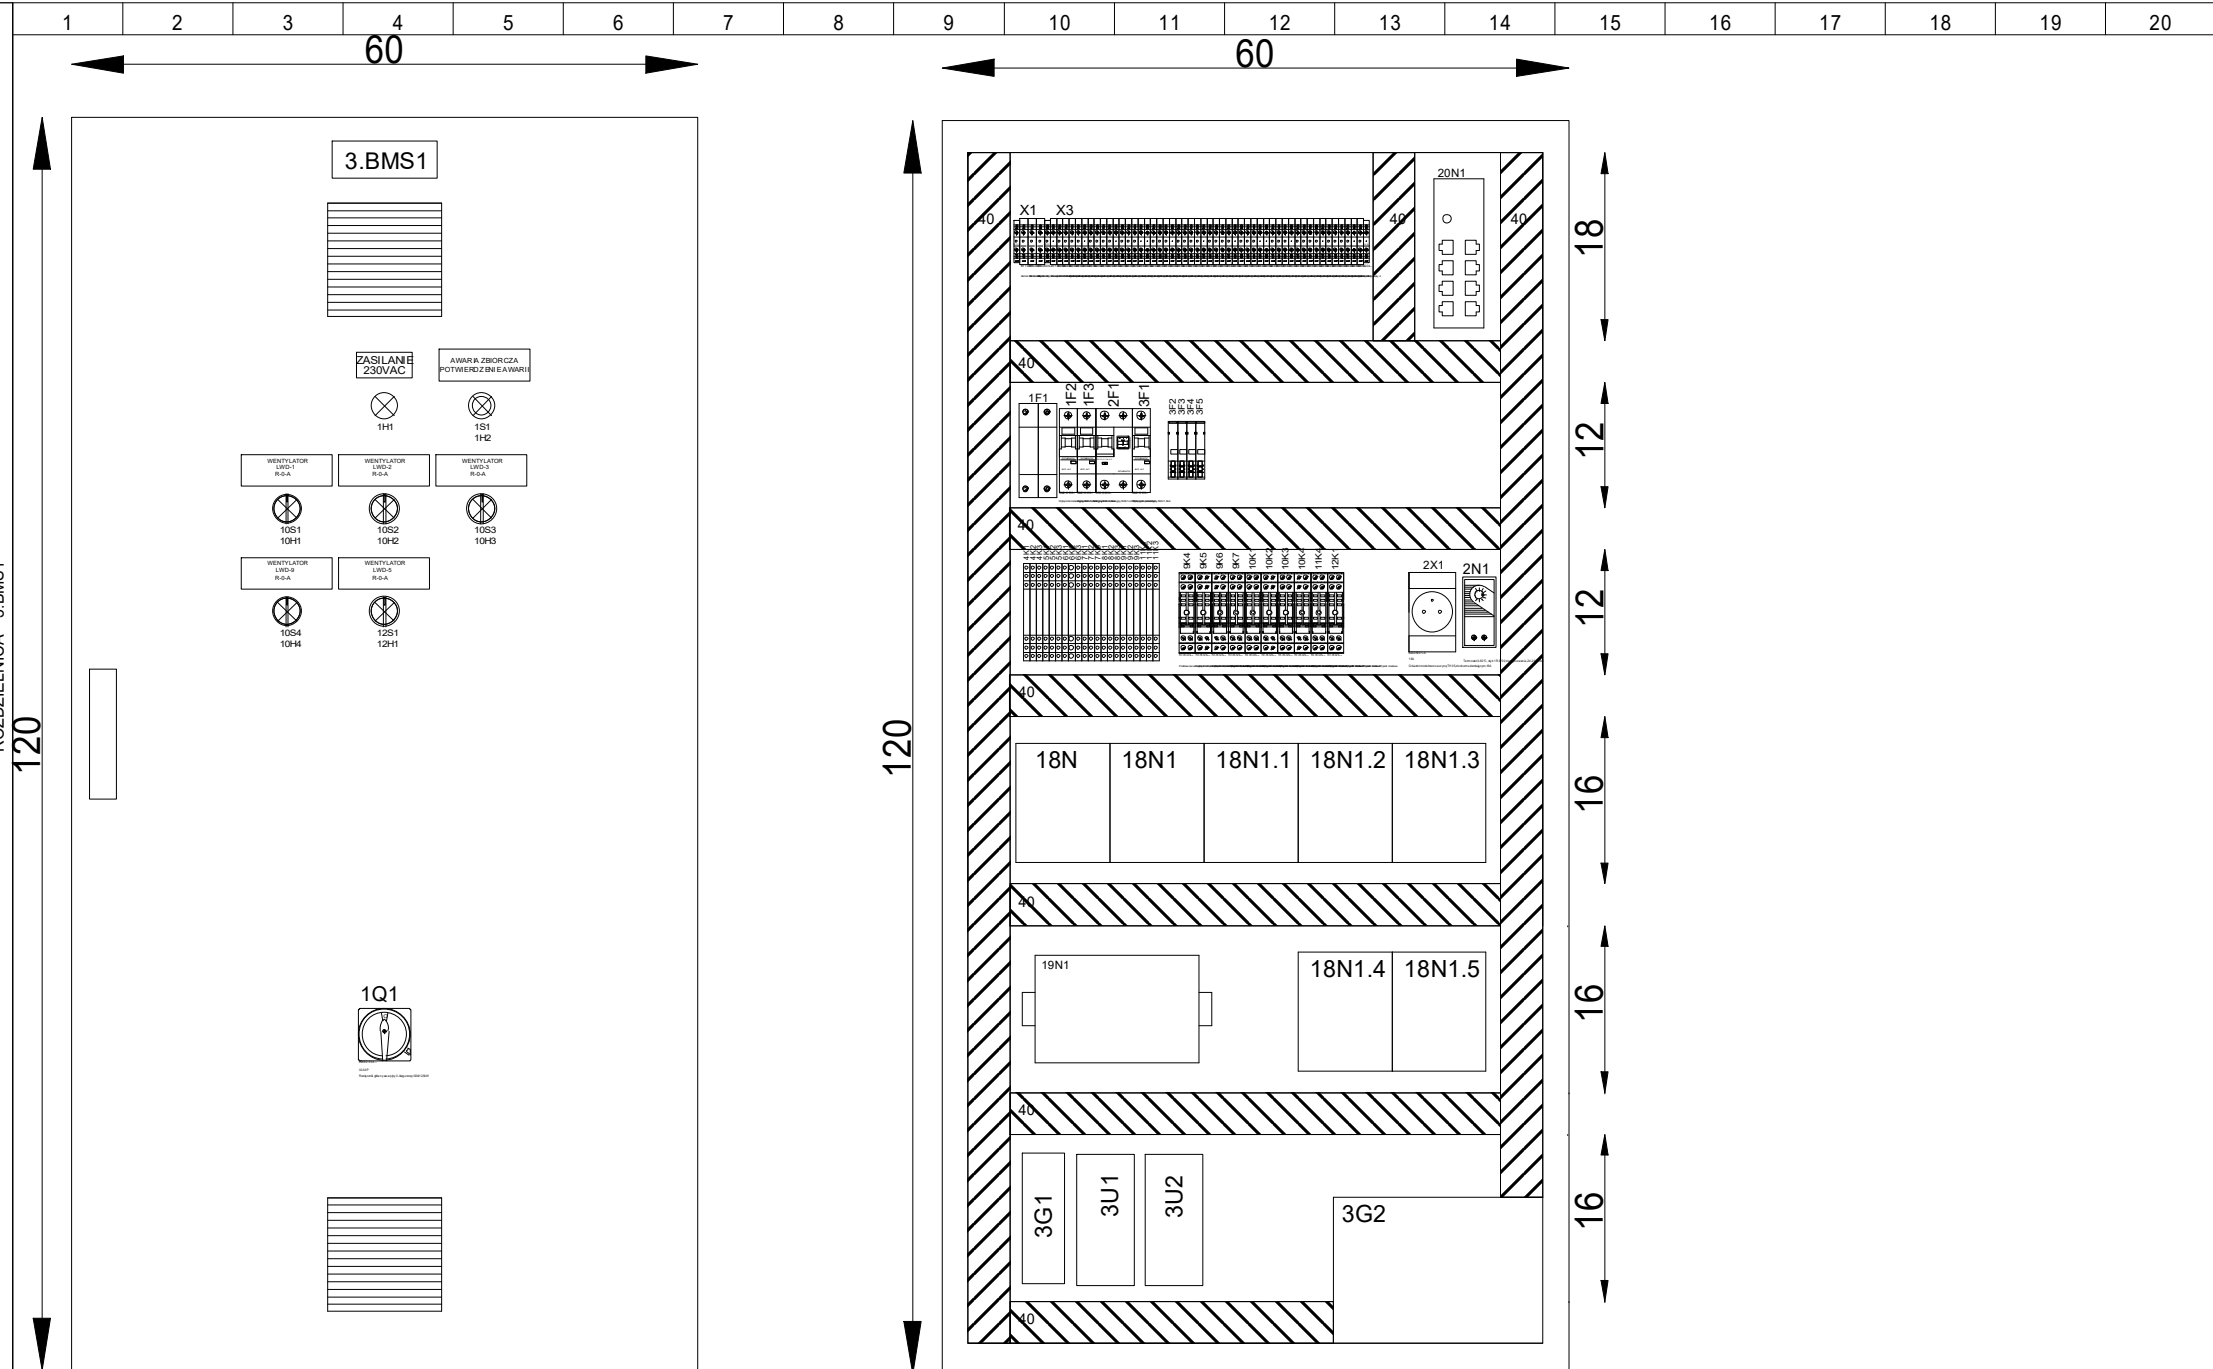 1 2 3 4 5 6 7 8 9 10 11 12 13 14 15 16 17 18 19 20
60
60
3.BMS1
120
120
ZASILANIE
230VAC
AWARIA ZBIORCZA
POTWIERDZENIE AWARII
1H1
1S1
1H2
WENTYLATOR
LWD-1
R-0-A
WENTYLATOR
LWD-2
R-0-A
WENTYLATOR
LWD-3
R-0-A
10S1
10H1
10S2
10H2
10S3
10H3
WENTYLATOR
LWD-9
R-0-A
WENTYLATOR
LWD-5
R-0-A
10S4
10H4
12S1
12H1
1Q1
40
X1 X3
40
20N1
40
18
40
1F1 1F2 1F3 2F1 3F1 3F2 3F3 3F4 3F5
12
40
9K4 9K5 9K6 9K7 10K1 10K2 10K3 10K4 11K4 12K1
2X1 2N1
12
40
18N 18N1 18N1.1 18N1.2 18N1.3
16
40
19N1
18N1.4 18N1.5
16
40
3G1 3U1 3U2
3G2
16
40